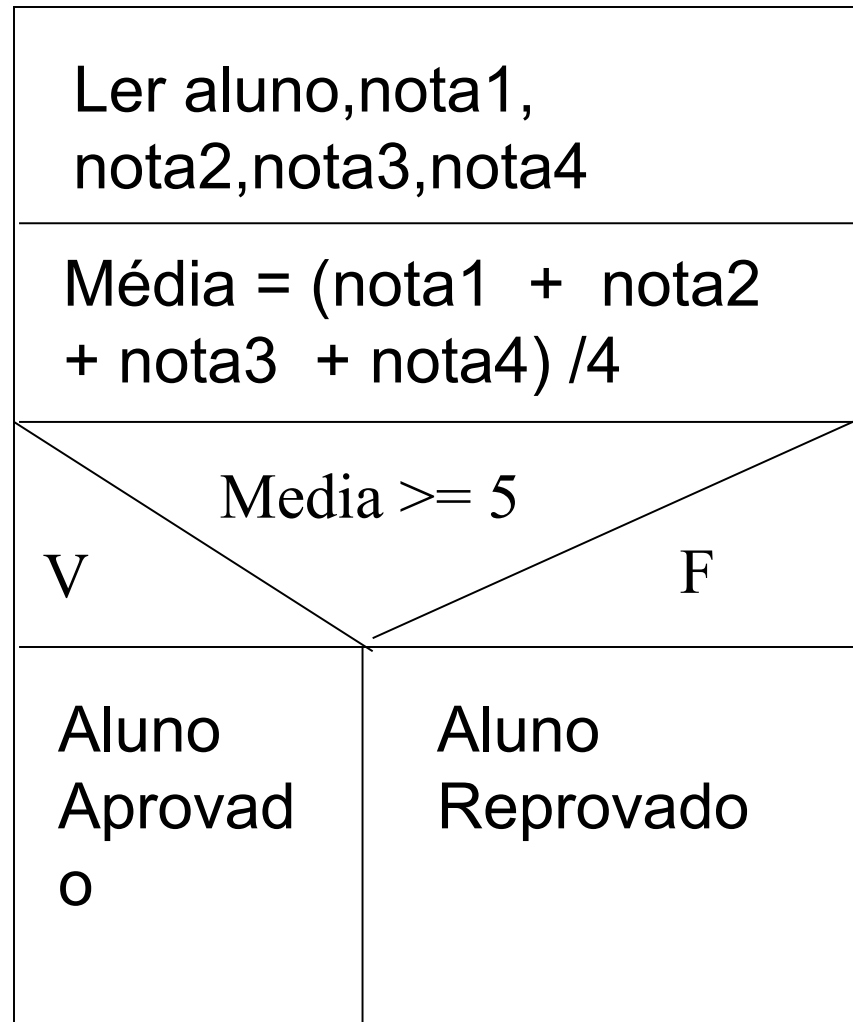 Ler aluno,nota1,
nota2,nota3,nota4
Média = (nota1 + nota2
+ nota3 + nota4) /4
Media >= 5
V
F
Aluno
Aprovad
o
Aluno
Reprovado